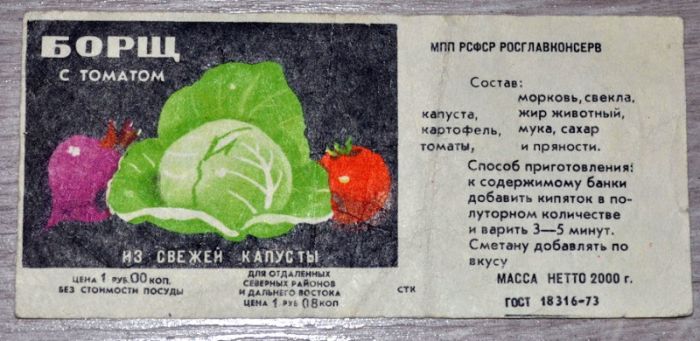 БОРЩ
С ТОМАТОМ
ИЗ СВЕЖЕЙ КАПУСТЫ
ЦЕНА 1 РУБ.00 КОП.
БЕЗ СТОИМОСТИ ПОСУДЫ
ДЛЯ ОТДАЛЕННЫХ
СЕВЕРНЫХ РАЙОНОВ
И ДАЛЬНЕГО ВОСТОКА
ЦЕНА 1 РУБ 08 КОП
СТК
МПП РСФСР РОСГЛАВКОНСЕРВ
Состав:
морковь, свекла,
капуста, жир животный,
картофель, мука, сахар
томаты, и пряности.
Способ приготовления:
к содержимому банки
добавить кипяток в по-
луторном количестве
и варить 3—5 минут.
Сметану добавлять по
вкусу
МАССА НЕТТО 2000 г.
ГОСТ 18316-73